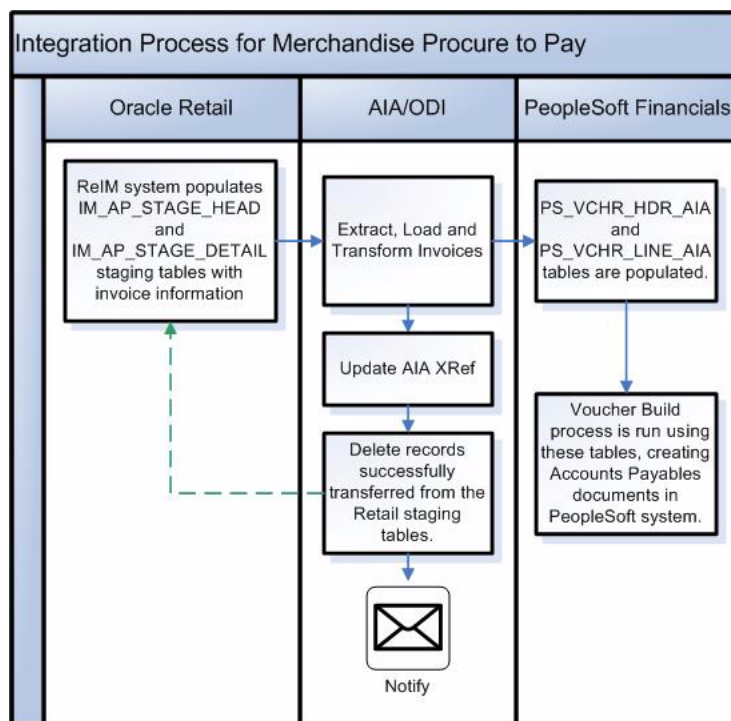 Integration Process for Merchandise Procure to Pay
Oracle Retail
AIA/ODI
PeopleSoft Financials
ReIM system populates
IM_AP_STAGE_HEAD
and
IM_AP_STAGE_DETAIL
staging tables with
invoice information
Extract, Load and
Transform Invoices
PS_VCHR_HDR_AIA
and
PS_VCHR_LINE_AIA
tables are populated.
Update AIA XRef
Delete records
successfully
transferred from the
Retail staging
tables.
Voucher Build
process is run using
these tables, creating
Accounts Payables
documents in
PeopleSoft system.
Notify